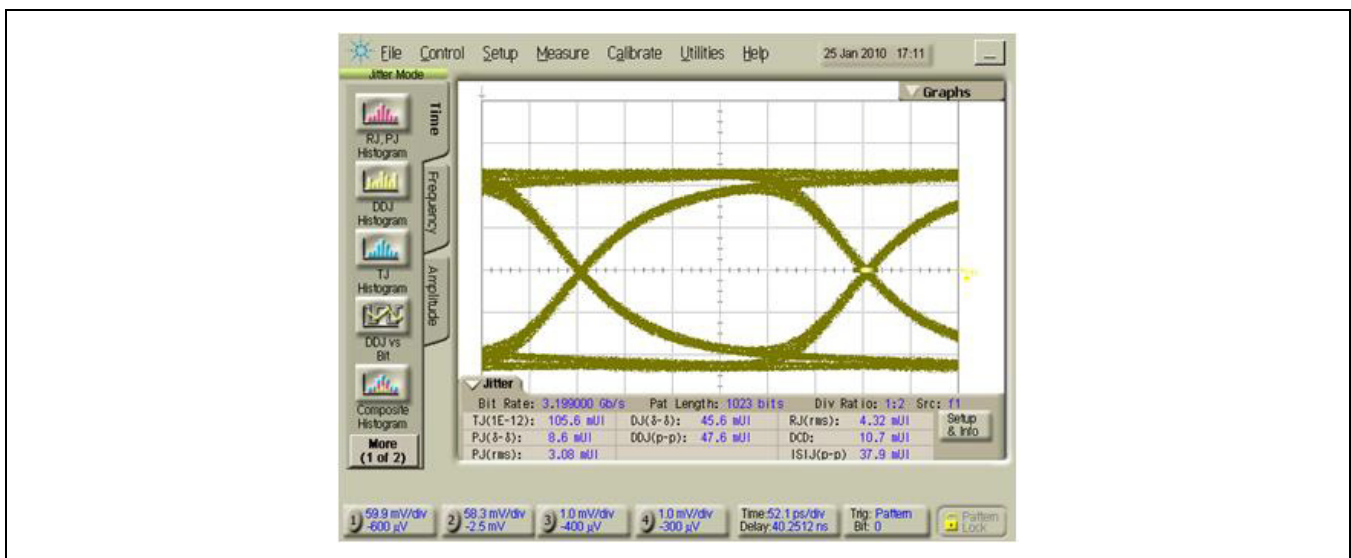 File Control Setup Measure Calibrate Utilities Help 25 Jan 2010 17:11
Jitter Mode
Graphs
Time
Frequency
Amplitude
RJ, PJ
Histogram
DDJ
Histogram
TJ
Histogram
DDJ vs
Bit
Composite
Histogram
More
(1 of 2)
Jitter
Bit Rate: 3.199000 Gb/s Pat Length: 1023 bits Div Ratio: 1:2 Src: f1
TJ(1E-12): 105.6 mUI DJ(δ-δ): 45.6 mUI RJ(rms): 4.32 mUI
PJ(δ-δ): 8.6 mUI DDJ(p-p): 47.6 mUI DCD: 10.7 mUI
PJ(rms): 3.08 mUI ISIJ(p-p) 37.9 mUI
Setup
& Info
1) 59.9 mV/div 2) 58.3 mV/div 3) 1.0 mV/div 4) 1.0 mV/div Time:52.1 ps/div Trig: Pattern Pattern
-600 µV -2.5 mV -400 µV -300 µV Delay:40.2512 ns Bit: 0 Lock